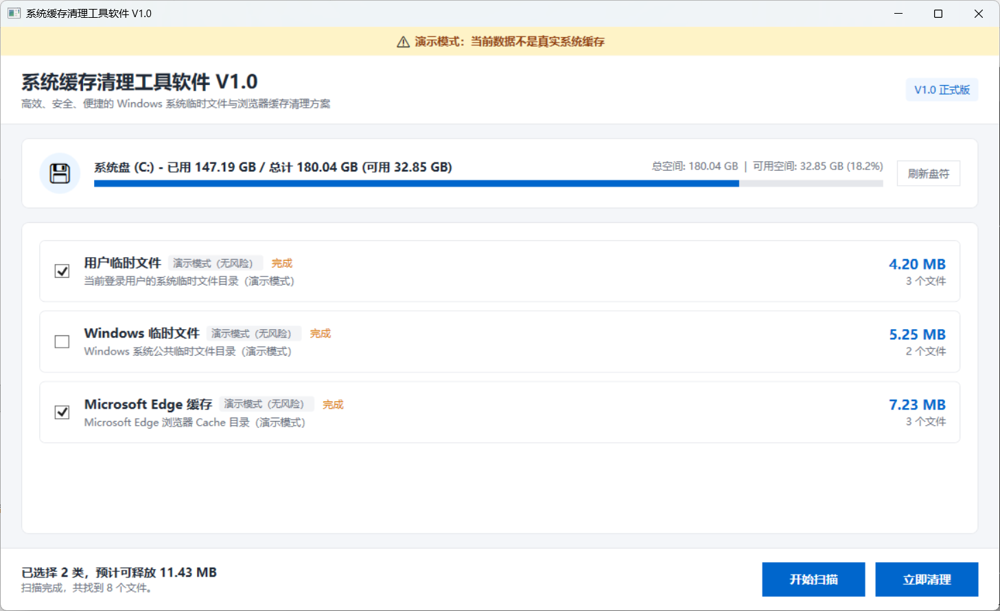 系统缓存清理工具软件 V1.0
⚠ 演示模式：当前数据不是真实系统缓存
系统缓存清理工具软件 V1.0
高效、安全、便捷的 Windows 系统临时文件与浏览器缓存清理方案
V1.0 正式版
系统盘 (C:) - 已用 147.19 GB / 总计 180.04 GB (可用 32.85 GB)
总空间: 180.04 GB | 可用空间: 32.85 GB (18.2%)
刷新盘符
用户临时文件 演示模式（无风险） 完成
当前登录用户的系统临时文件目录（演示模式）
4.20 MB
3 个文件
Windows 临时文件 演示模式（无风险） 完成
Windows 系统公共临时文件目录（演示模式）
5.25 MB
2 个文件
Microsoft Edge 缓存 演示模式（无风险） 完成
Microsoft Edge 浏览器 Cache 目录（演示模式）
7.23 MB
3 个文件
已选择 2 类，预计可释放 11.43 MB
扫描完成，共找到 8 个文件。
开始扫描
立即清理